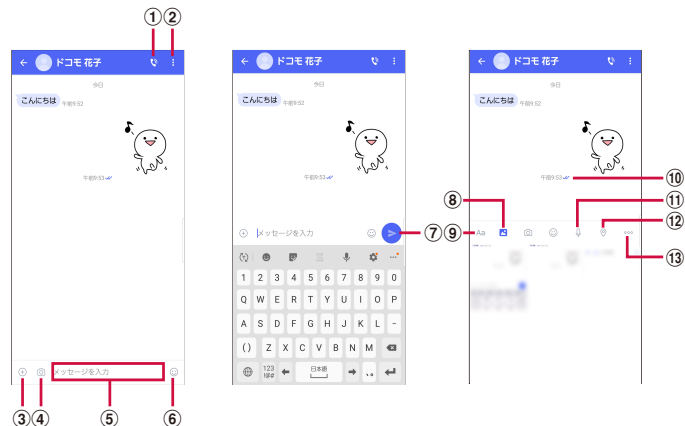 ① ②
← ドコモ 花子
今日
こんにちは 午前9:52
午前9:53
メッセージを入力
③ ④ ⑤ ⑥
← ドコモ 花子
今日
こんにちは 午前9:52
午前9:53
メッセージを入力
⑦
1 2 3 4 5 6 7 8 9 0
Q W E R T Y U I O P
A S D F G H J K L -
() Z X C V B N M
123 日本語 、。
!@#
← ドコモ 花子
今日
こんにちは 午前9:52
午前9:53
⑩
⑧ ⑪
⑨ Aa ⑫
⑬